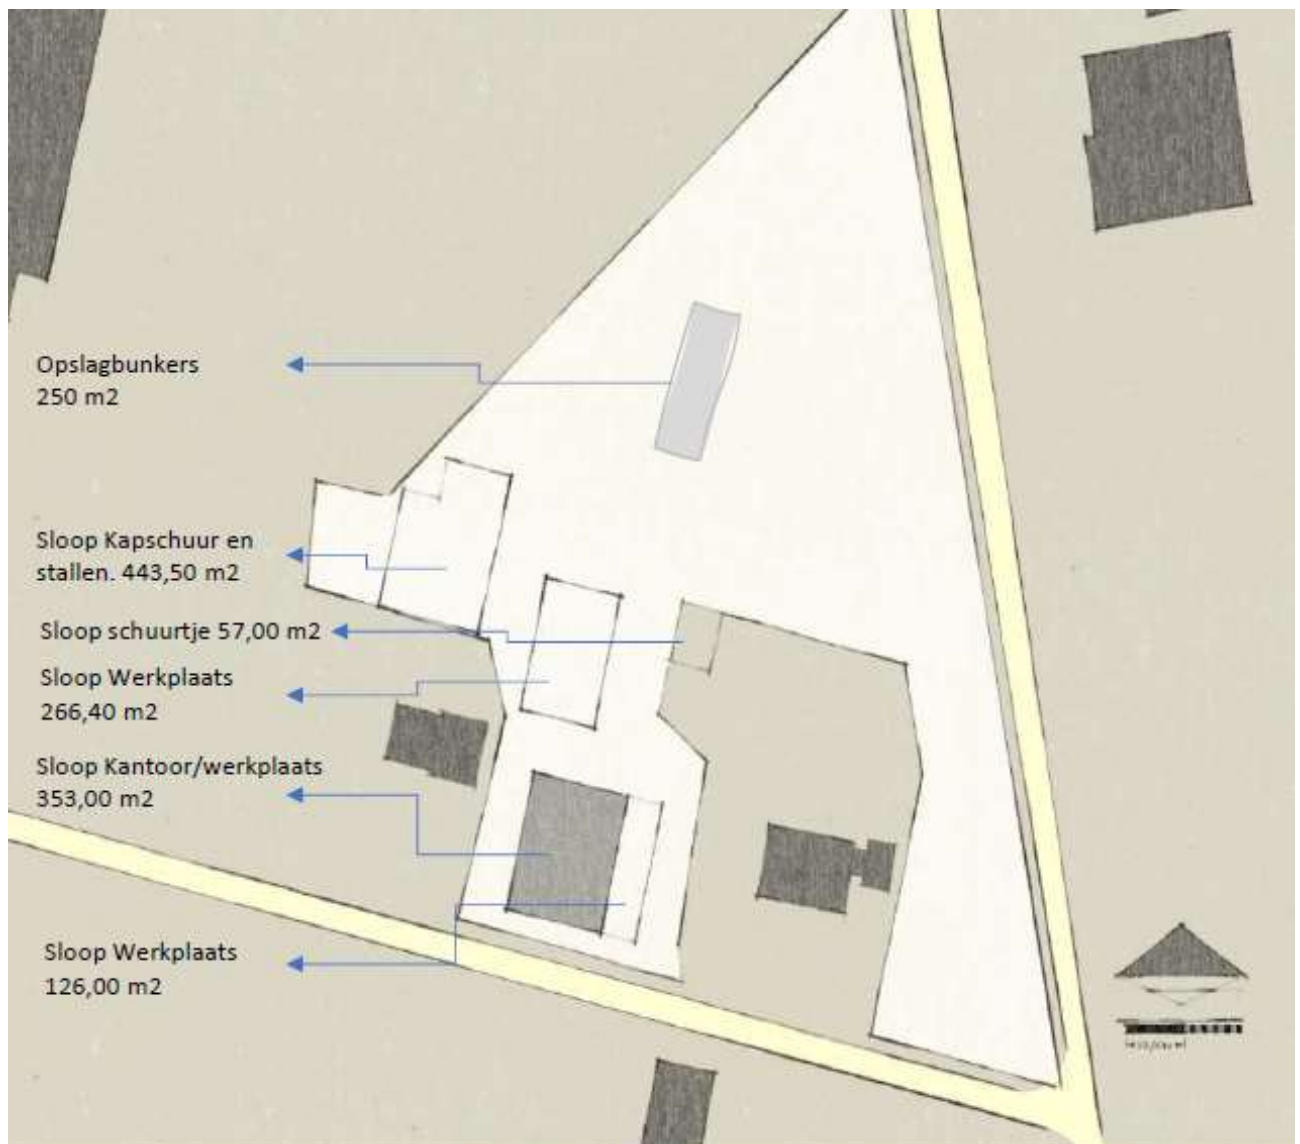 Opslagbunkers
250 m2
Sloop Kapschuur en
stallen. 443,50 m2
Sloop schuurtje 57,00 m2
Sloop Werkplaats
266,40 m2
Sloop Kantoor/werkplaats
353,00 m2
Sloop Werkplaats
126,00 m2